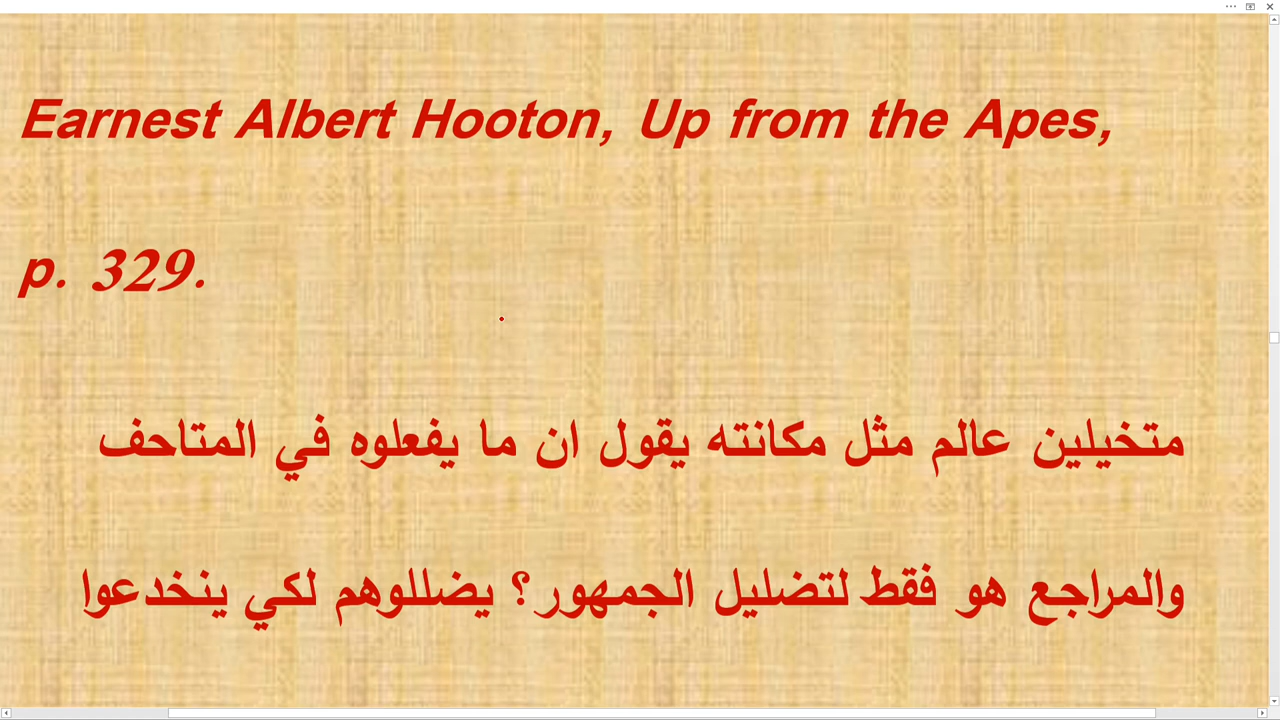 Earnest Albert Hooton, Up from the Apes,
p. 329.
متخيلين عالم مثل مكانته يقول ان ما يفعلوه في المتاحف
والمراجع هو فقط لتضليل الجمهور؟ يضللوهم لكي ينخدعوا